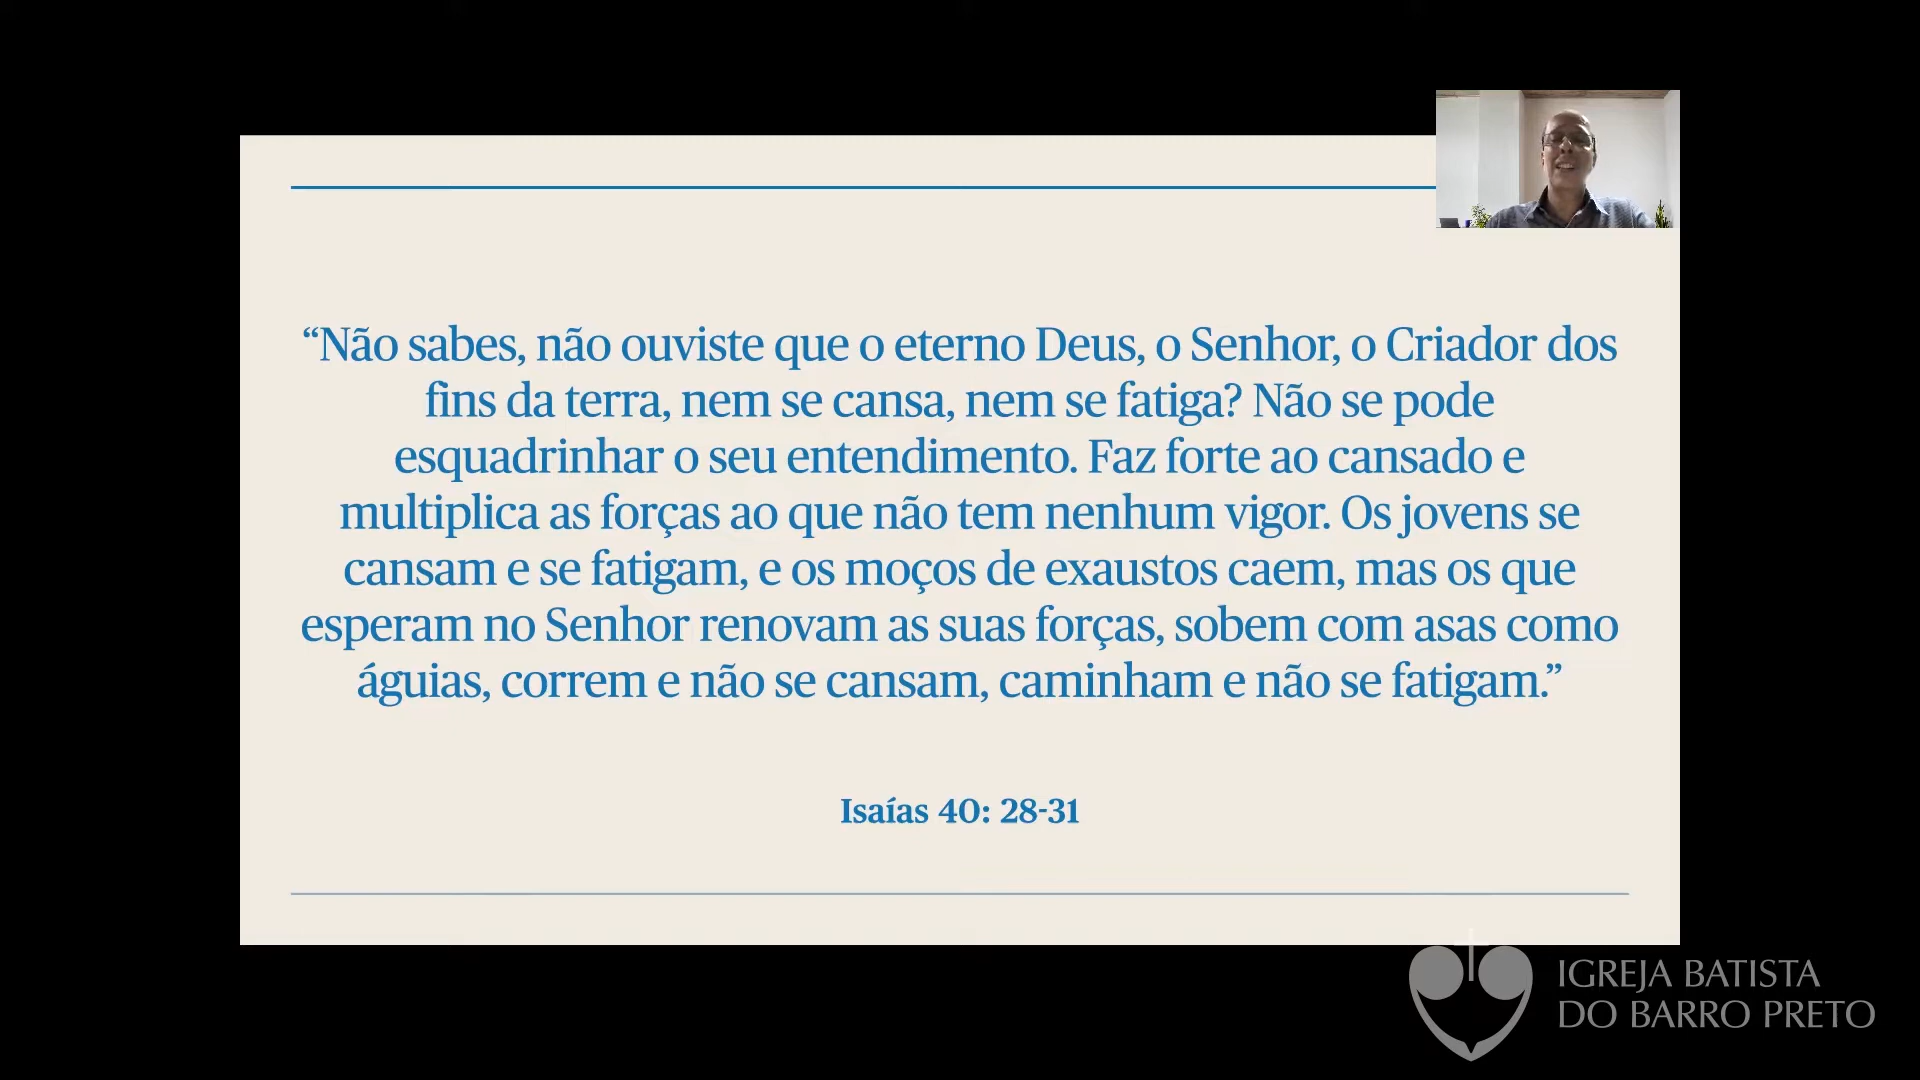 “Não sabes, não ouviste que o eterno Deus, o Senhor, o Criador dos
fins da terra, nem se cansa, nem se fatiga? Não se pode
esquadrinhar o seu entendimento. Faz forte ao cansado e
multiplica as forças ao que não tem nenhum vigor. Os jovens se
cansam e se fatigam, e os moços de exaustos caem, mas os que
esperam no Senhor renovam as suas forças, sobem com asas como
águias, correm e não se cansam, caminham e não se fatigam.”
Isaías 40: 28-31
IGREJA BATISTA
DO BARRO PRETO